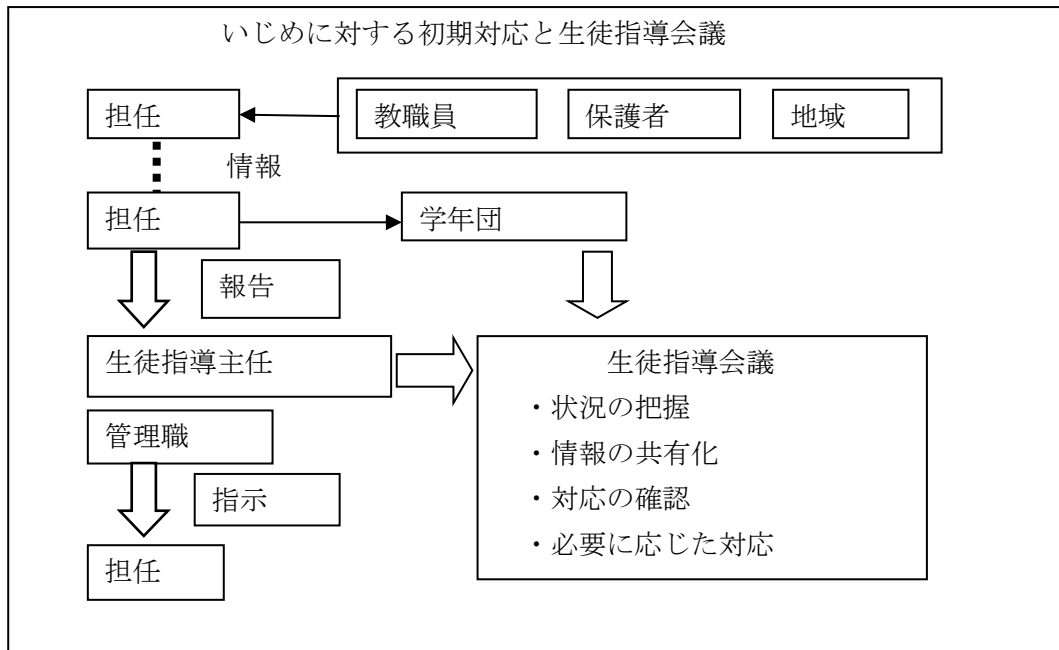 いじめに対する初期対応と生徒指導会議
担任
教職員
保護者
地域
情報
担任
学年団
報告
生徒指導主任
生徒指導会議
・状況の把握
・情報の共有化
・対応の確認
・必要に応じた対応
管理職
指示
担任